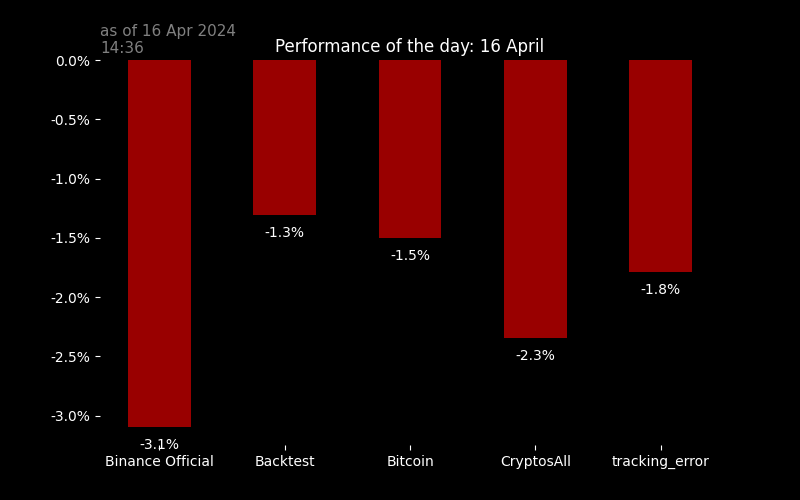 as of 16 Apr 2024
14:36
Performance of the day: 16 April
0.0%
-0.5%
-1.0%
-1.5%
-2.0%
-2.5%
-3.0%
-3.1%
-1.3%
-1.5%
-2.3%
-1.8%
Binance Official
Backtest
Bitcoin
CryptosAll
tracking_error